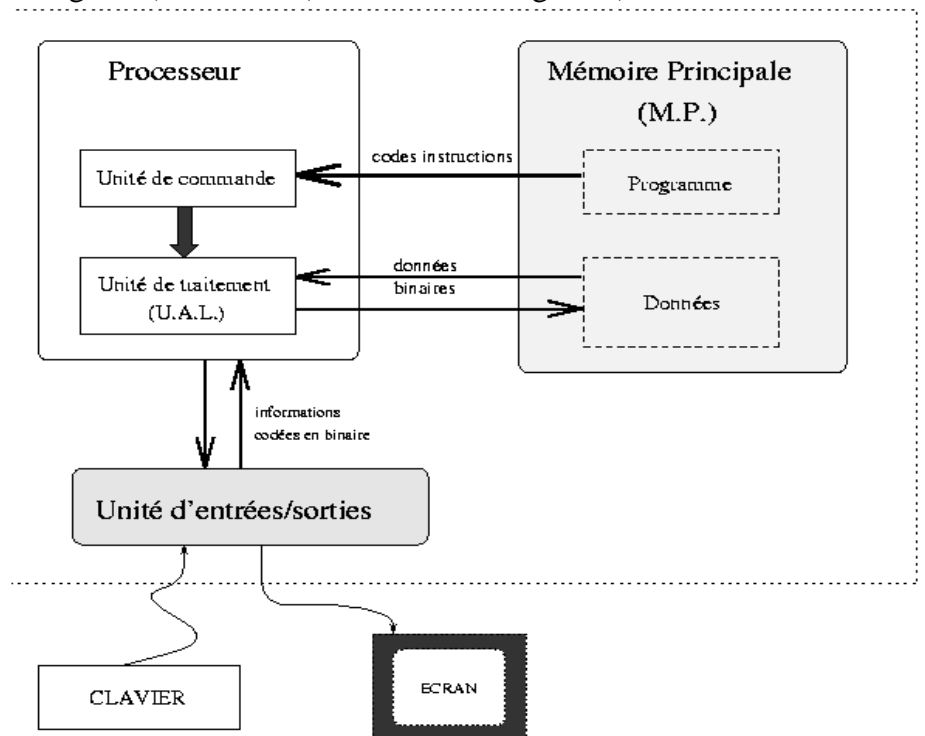 Processeur
Mémoire Principale
(M.P.)
codes instructions
Unité de commande
Programme
données
binaires
Unité de traitement
(U.A.L.)
Données
informations
codées en binaire
Unité d'entrées/sorties
CLAVIER
ECRAN